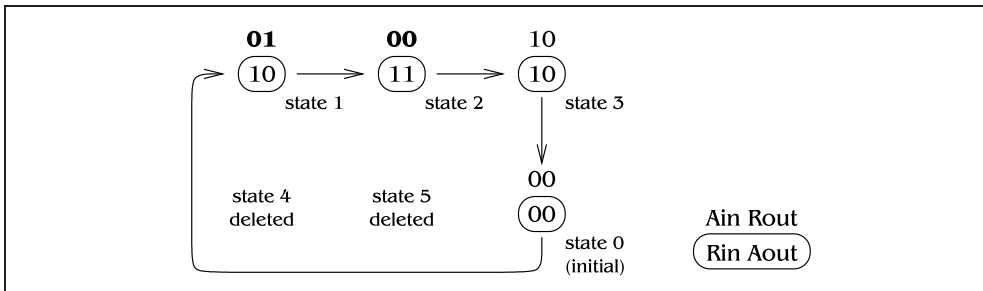 01
10
state 1
00
11
state 2
10
10
state 3
state 4
deleted
state 5
deleted
00
00
state 0
(initial)
Ain Rout
Rin Aout